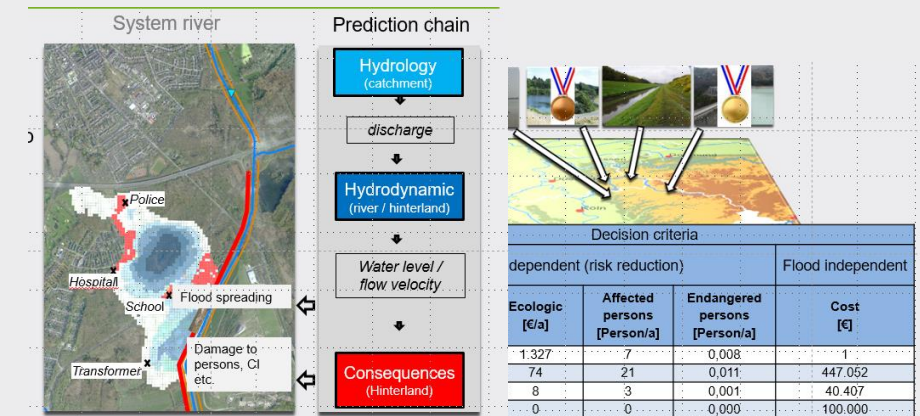 System river
Prediction chain
Hydrology
(catchment)
discharge
Hydrodynamic
(river / hinterland)
Water level /
flow velocity
Consequences
(Hinterland)
Police
Hospital
School
Flood spreading
Transformer
Damage to
persons, CI
etc.
Decision criteria
dependent (risk reduction)
Flood independent
Ecologic
[€/a]
Affected
persons
[Person/a]
Endangered
persons
[Person/a]
Cost
[€]
1.327 7 0,008 1
74 21 0,011 447.052
8 3 0,001 40.407
0 0 0,000 100.000